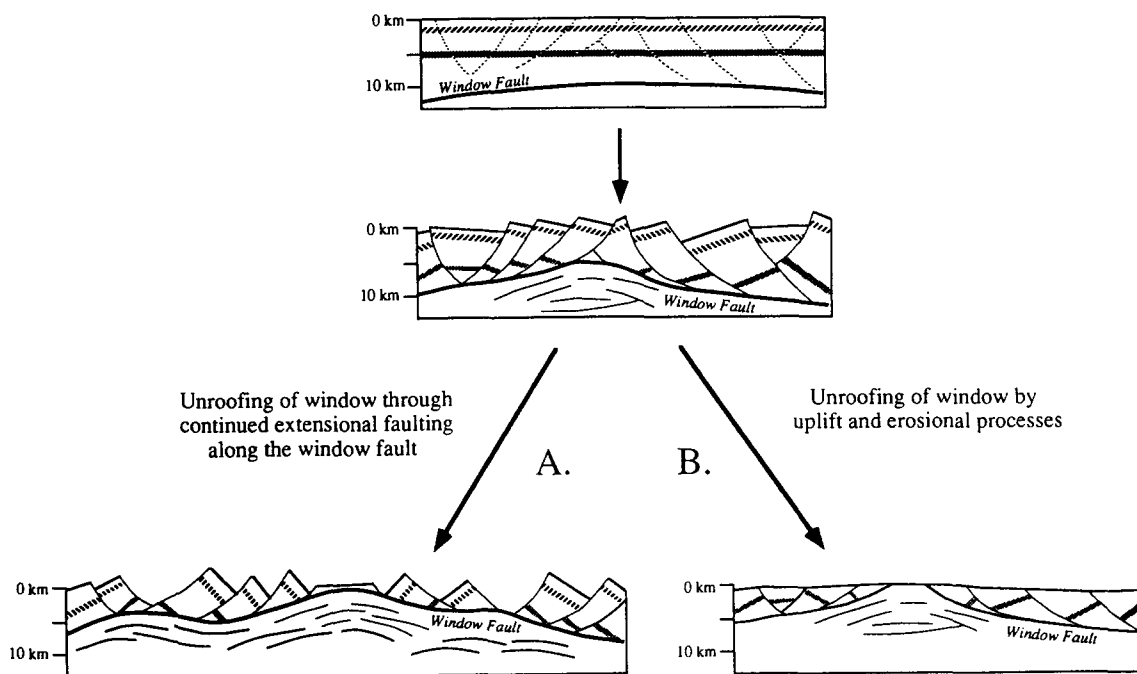 0 km
10 km
Window Fault
0 km
10 km
Window Fault
Unroofing of window through
continued extensional faulting
along the window fault
A.
B.
Unroofing of window by
uplift and erosional processes
0 km
10 km
Window Fault
0 km
10 km
Window Fault